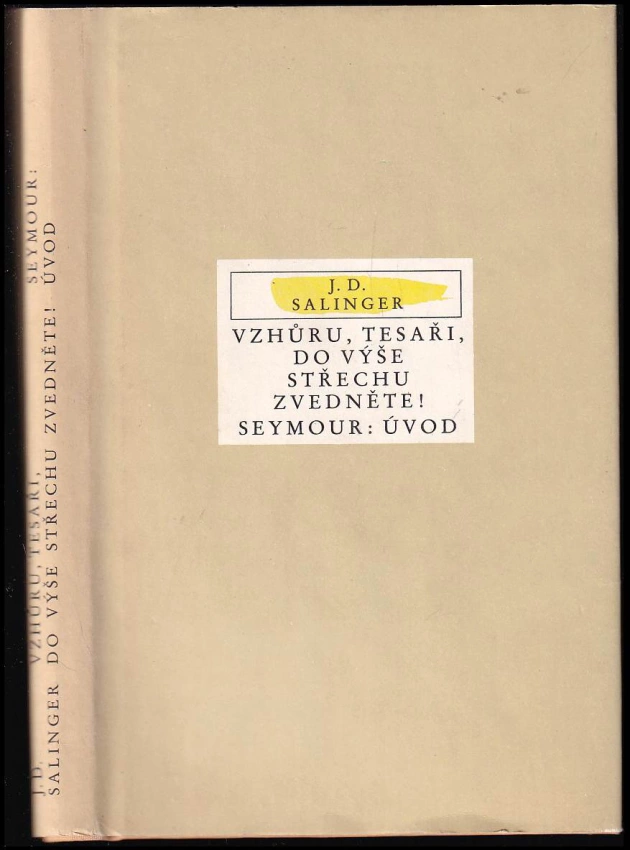 J. D.
SALINGER
VZHŮRU, TESAŘI,
DO VÝŠE
STŘECHU
ZVEDNĚTE!
SEYMOUR: ÚVOD
J. D. VZHŮRU, TESAŘI, SEYMOUR:
SALINGER DO VÝŠE STŘECHU ZVEDNĚTE! ÚVOD